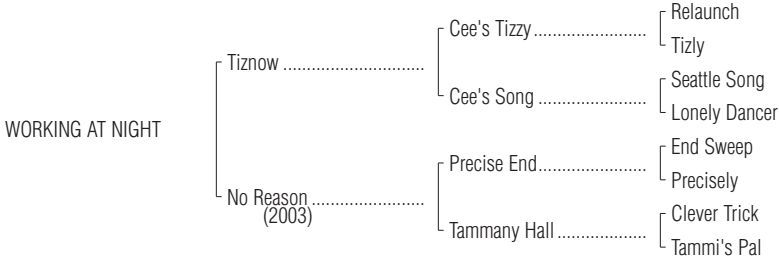 Relaunch
Cee's Tizzy
Tizly
Tiznow
Seattle Song
Cee's Song
Lonely Dancer
WORKING AT NIGHT
End Sweep
Precise End
Precisely
No Reason
(2003)
Clever Trick
Tammany Hall
Tammi's Pal